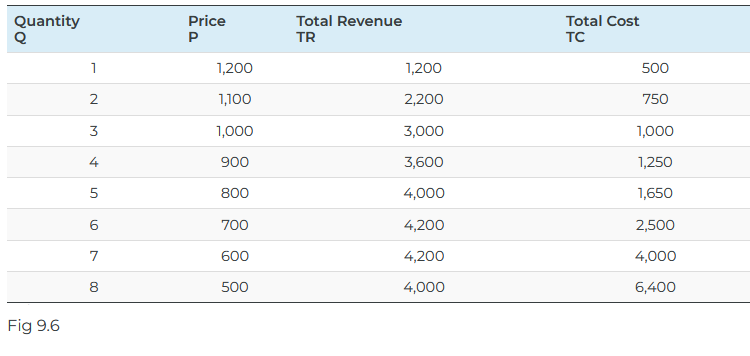 Quantity Price Total Revenue Total Cost
Q P TR TC
1 1,200 1,200 500
2 1,100 2,200 750
3 1,000 3,000 1,000
4 900 3,600 1,250
5 800 4,000 1,650
6 700 4,200 2,500
7 600 4,200 4,000
8 500 4,000 6,400
Fig 9.6